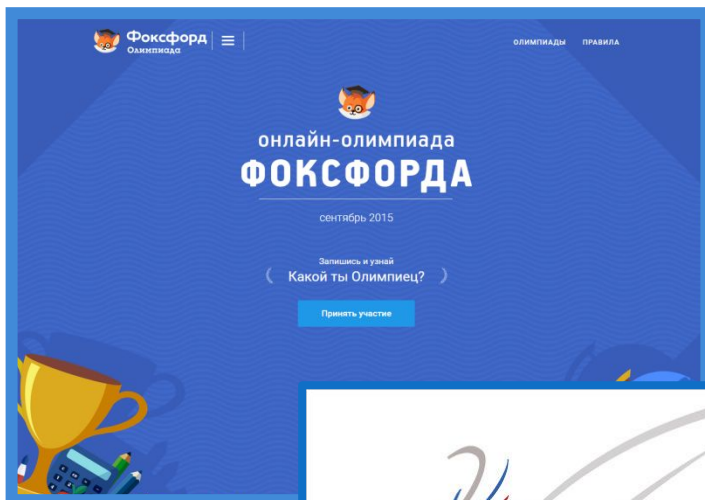 Фоксфорд
Олимпиада
ОЛИМПИАДЫ ПРАВИЛА
онлайн-олимпиада
ФОКСФОРДА
сентябрь 2015
Запишись и узнай
( Какой ты Олимпиец? )
Принять участие